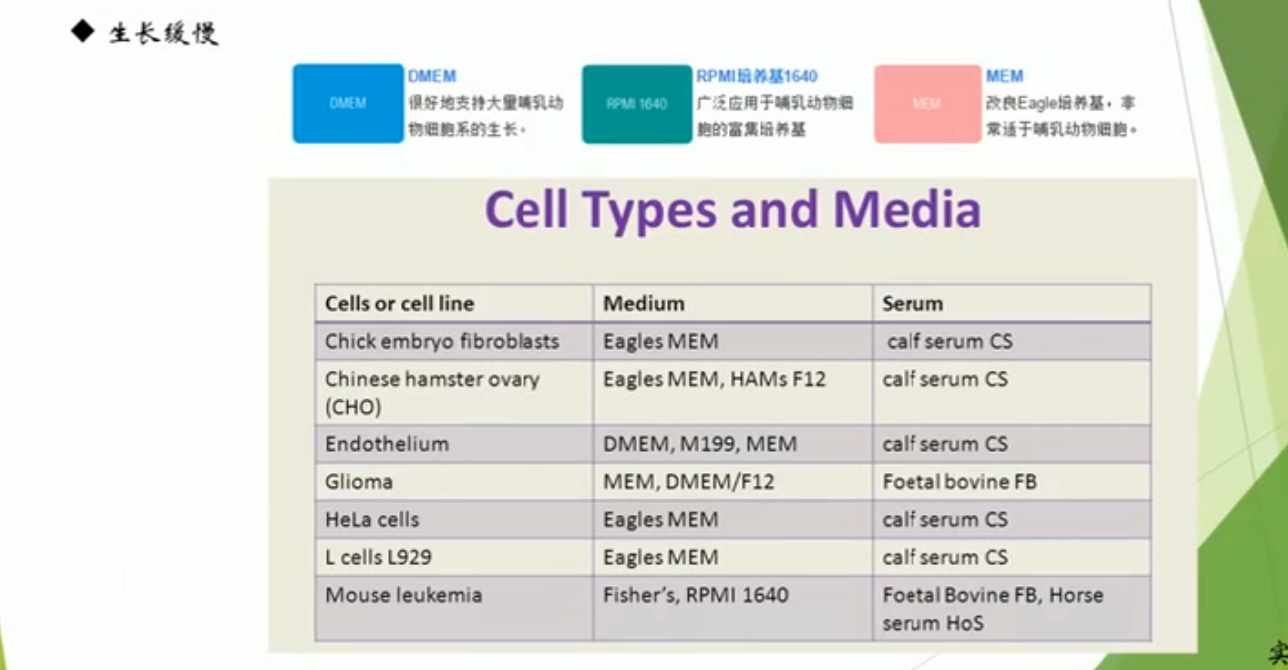 ◆ 生长缓慢
DMEM
DMEM
很好地支持大量哺乳动
物细胞系的生长。
RPMI 1640
RPMI培养基1640
广泛应用于哺乳动物细
胞的富集培养基
MEM
MEM
改良Eagle培养基，非
常适于哺乳动物细胞。
Cell Types and Media
Cells or cell line Medium Serum
Chick embryo fibroblasts Eagles MEM calf serum CS
Chinese hamster ovary Eagles MEM, HAMs F12 calf serum CS
(CHO)
Endothelium DMEM, M199, MEM calf serum CS
Glioma MEM, DMEM/F12 Foetal bovine FB
HeLa cells Eagles MEM calf serum CS
L cells L929 Eagles MEM calf serum CS
Mouse leukemia Fisher's, RPMI 1640 Foetal Bovine FB, Horse
serum HoS